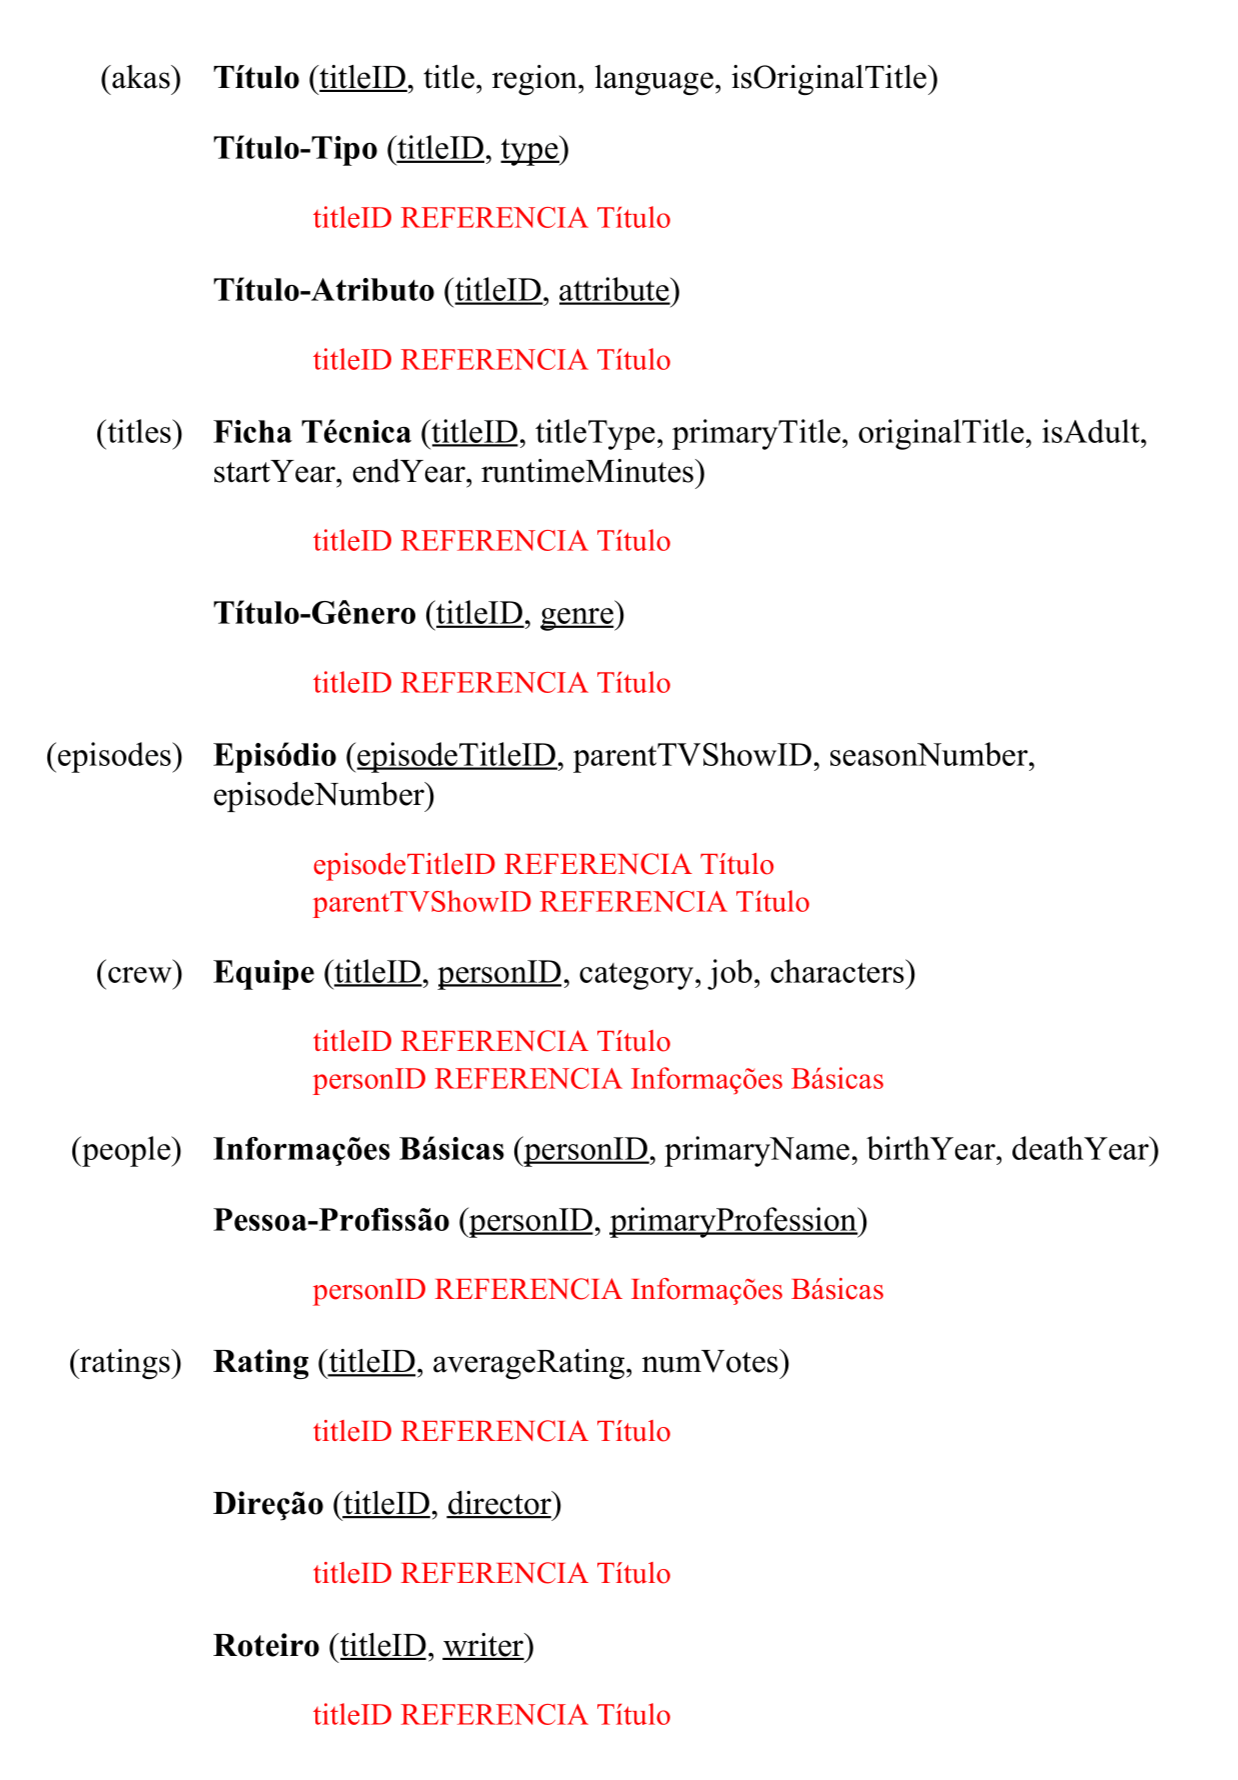 (akas) Título (titleID, title, region, language, isOriginalTitle)
Título-Tipo (titleID, type)
titleID REFERENCIA Título
Título-Atributo (titleID, attribute)
titleID REFERENCIA Título
(titles) Ficha Técnica (titleID, titleType, primaryTitle, originalTitle, isAdult,
startYear, endYear, runtimeMinutes)
titleID REFERENCIA Título
Título-Gênero (titleID, genre)
titleID REFERENCIA Título
(episodes) Episódio (episodeTitleID, parentTVShowID, seasonNumber,
episodeNumber)
episodeTitleID REFERENCIA Título
parentTVShowID REFERENCIA Título
(crew) Equipe (titleID, personID, category, job, characters)
titleID REFERENCIA Título
personID REFERENCIA Informações Básicas
(people) Informações Básicas (personID, primaryName, birthYear, deathYear)
Pessoa-Profissão (personID, primaryProfession)
personID REFERENCIA Informações Básicas
(ratings) Rating (titleID, averageRating, numVotes)
titleID REFERENCIA Título
Direção (titleID, director)
titleID REFERENCIA Título
Roteiro (titleID, writer)
titleID REFERENCIA Título